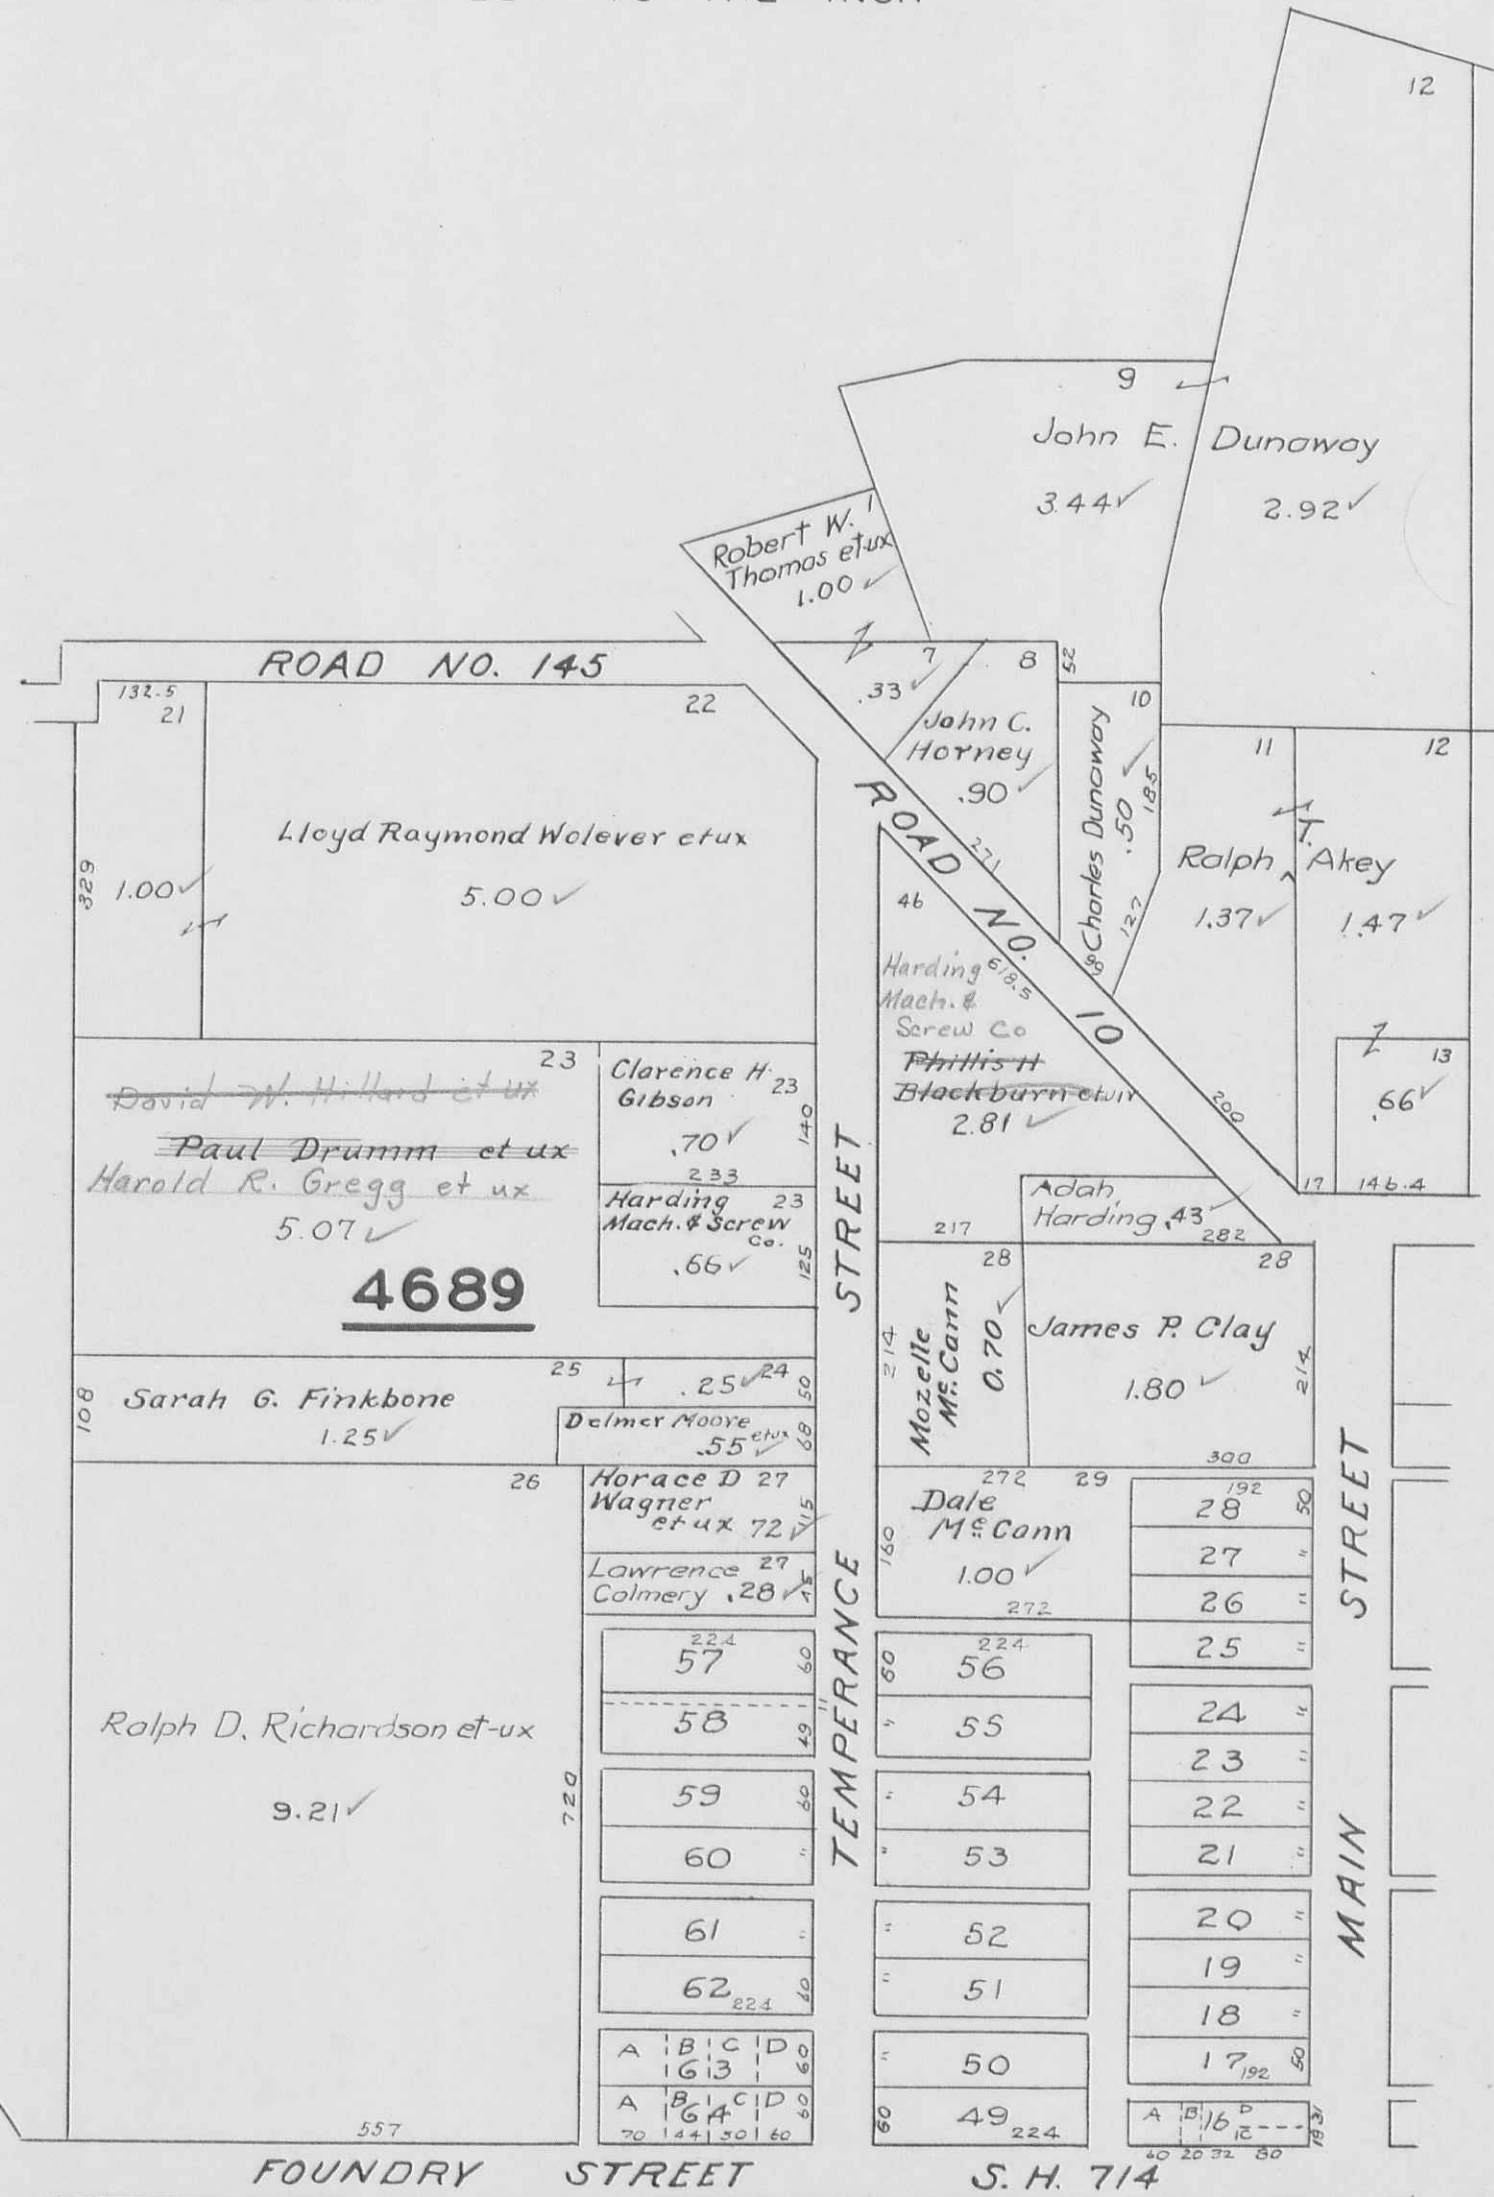 TO THE INCH
12
9
John E. Dunaway
3.44✓
2.92✓
Robert W. 1
Thomas et-ux
1.00✓
ROAD NO. 145
7
.33✓
8
52
John C.
Horney
.90✓
10
Charles Dunaway
.50✓
185
127
99
132.5
21
22
329
1.00✓
Lloyd Raymond Wolever et ux
5.00✓
11
12
Ralph T. Akey
1.37✓
1.47✓
13
.66✓
ROAD NO. 10
271
200
17
146.4
46
618.5
Harding
Mach. &
Screw Co
Phillis H
Blackburn et vir
2.81✓
23
David W. Hillard et ux
Paul Drumm et ux
Harold R. Gregg et ux
5.07✓
4689
Clarence H.
Gibson 23
.70✓
140
233
Harding 23
Mach. & Screw
Co.
.66✓
125
STREET
Adah
Harding .43✓
217
282
28
28
214
Mozelle
Mc.Cann
0.70✓
James P. Clay
1.80✓
214
300
108
25
Sarah G. Finkbone
1.25✓
24
.25✓
50
Delmer Moore
et ux
.55✓
68
26
Horace D 27
Wagner
et ux 72✓
115
Lawrence 27
Colmery .28✓
45
272
29
Dale
McCann
1.00✓
160
272
192
28
50
27 "
26 "
25 "
STREET
Ralph D. Richardson et-ux
9.21✓
720
557
224
57
60
58
11
49
59
60
60 "
61 "
62
224
60
A B C D
63
60
A B C D
64
60
70 44 50 60
TEMPERANCE
224
60
56
" 55
" 54
" 53
" 52
" 51
" 50
60
49
224
24 "
23 "
22 "
21 "
20 "
19 "
18 "
17
192
50
A B 16 D
C
19 31
60 20 32 80
MAIN
FOUNDRY STREET S. H. 714